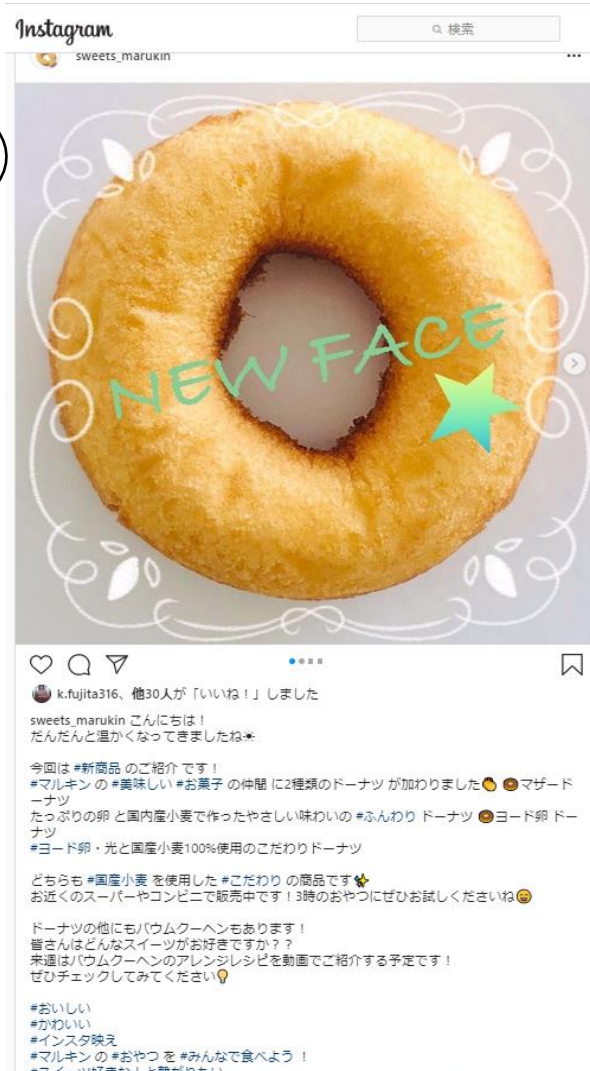 Instagram
検索
sweets_marukin
NEW FACE
k.fujita316、他30人が「いいね！」しました
sweets_marukin こんにちは！
だんだんと温かくなってきましたね☀
今回は #新商品 のご紹介 です！
#マルキン の #美味しい #お菓子 の仲間 に2種類のドーナツ が加わりました👏 🍩マザード
ーナツ
たっぷりの卵 と国内産小麦で作ったやさしい味わいの #ふんわり ドーナツ 🍩ヨード卵 ドー
ナツ
#ヨード卵・光と国産小麦100%使用のこだわりドーナツ
どちらも #国産小麦 を使用した #こだわり の商品です✨
お近くのスーパーやコンビニで販売中です！3時のおやつにぜひお試しくださいね😄
ドーナツの他にもバウムクーヘンもあります！
皆さんはどんなスイーツがお好きですか？？
来週はバウムクーヘンのアレンジレシピを動画でご紹介する予定です！
ぜひチェックしてみてください💡
#おいしい
#かわいい
#インスタ映え
#マルキン の #おやつ を #みんなで食べよう ！
#スイーツ好きな人と繋がりたい